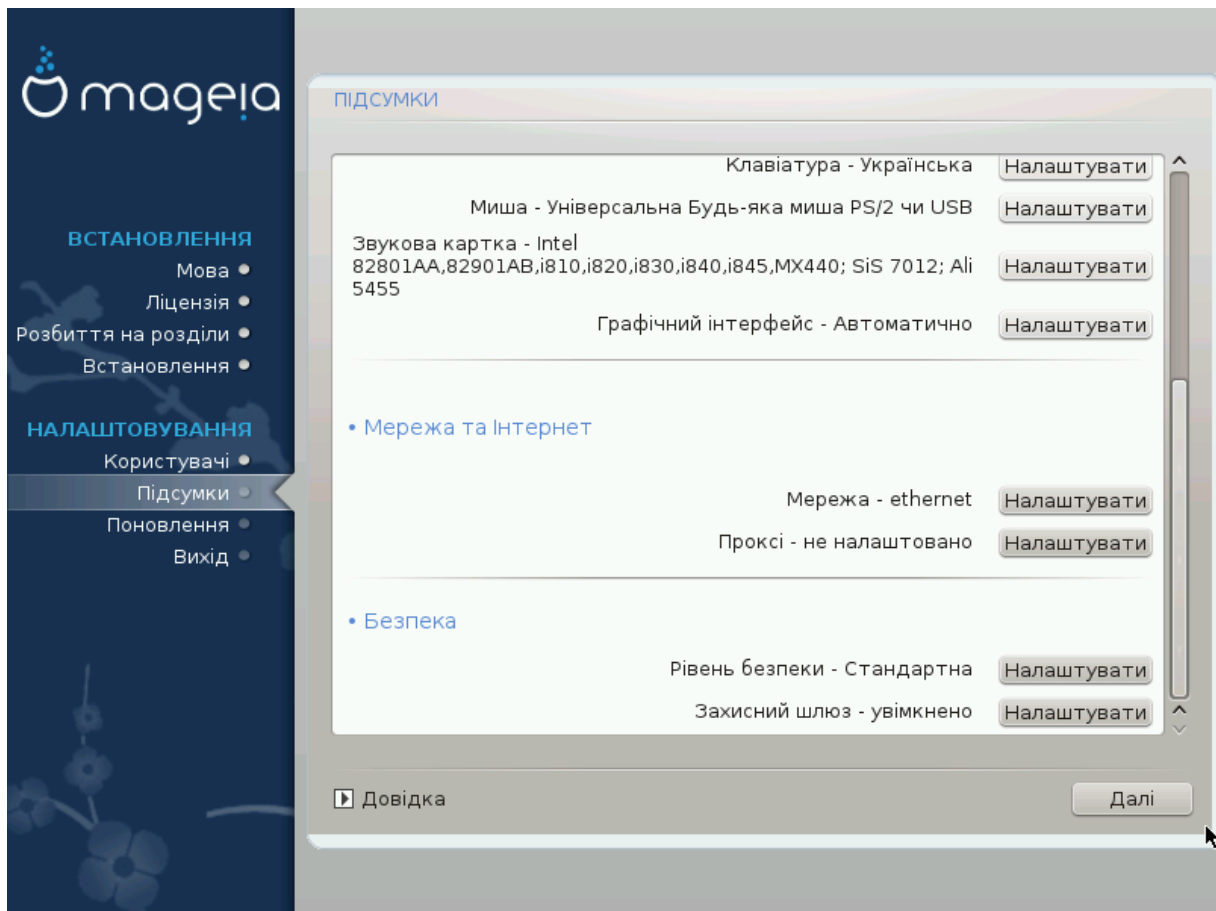 mageia
ВСТАНОВЛЕННЯ
Мова
Ліцензія
Розбиття на розділи
Встановлення
НАЛАШТОВУВАННЯ
Користувачі
Підсумки
Поновлення
Вихід
ПІДСУМКИ
Клавіатура - Українська Налаштувати
Миша - Універсальна Будь-яка миша PS/2 чи USB Налаштувати
Звукова картка - Intel
82801AA,82901AB,i810,i820,i830,i840,i845,MX440; SiS 7012; Ali Налаштувати
5455
Графічний інтерфейс - Автоматично Налаштувати
• Мережа та Інтернет
Мережа - ethernet Налаштувати
Проксі - не налаштовано Налаштувати
• Безпека
Рівень безпеки - Стандартна Налаштувати
Захисний шлюз - увімкнено Налаштувати
Довідка
Далі